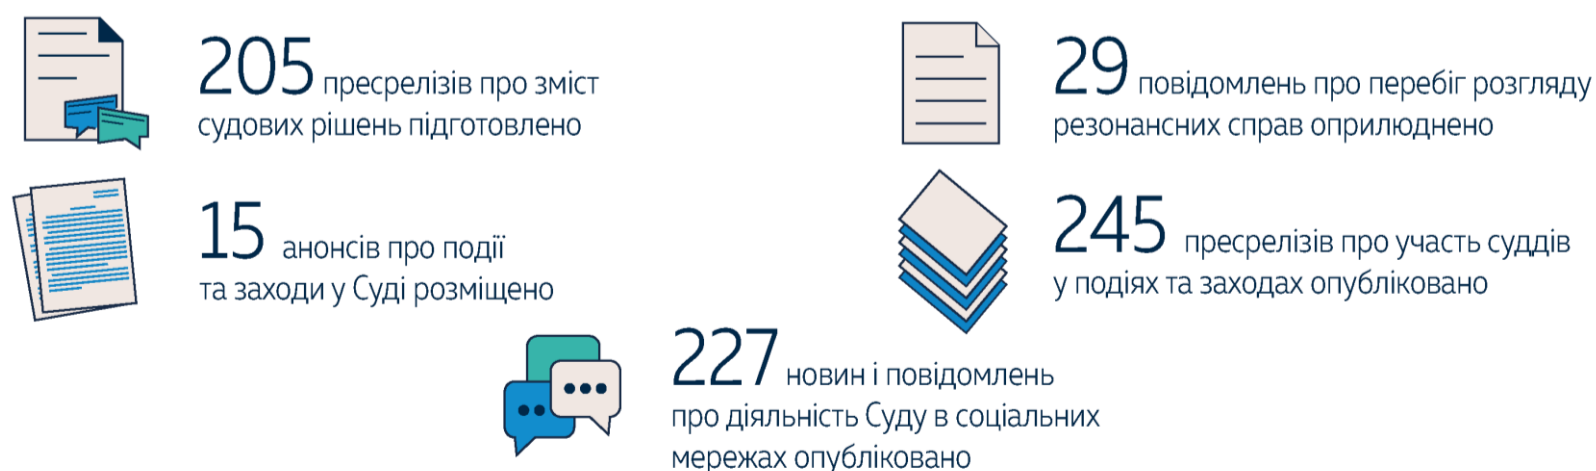 205 пресрелізів про зміст
судових рішень підготовлено
29 повідомлень про перебіг розгляду
резонансних справ оприлюднено
15 анонсів про події
та заходи у Суді розміщено
245 пресрелізів про участь суддів
у подіях та заходах опубліковано
227 новин і повідомлень
про діяльність Суду в соціальних
мережах опубліковано